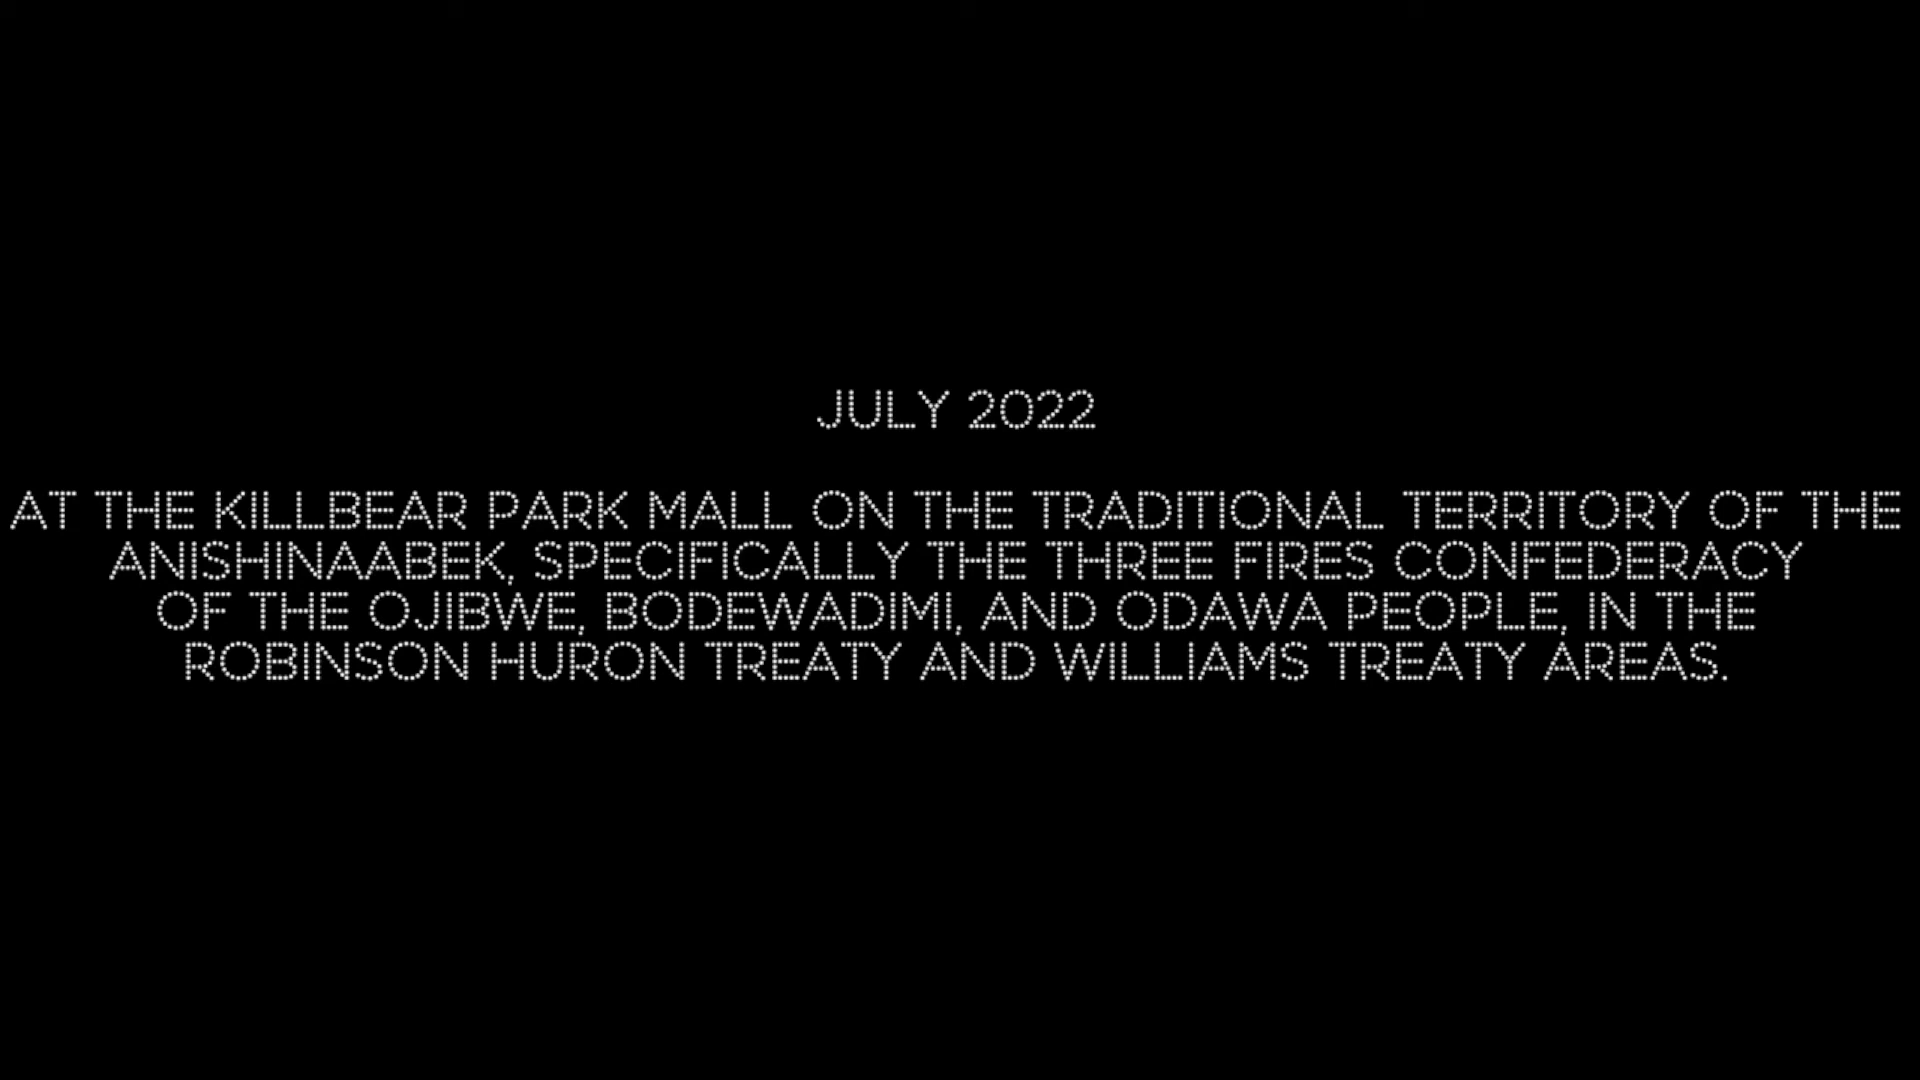 JULY 2022
AT THE KILLBEAR PARK MALL ON THE TRADITIONAL TERRITORY OF THE
ANISHINAABEK, SPECIFICALLY THE THREE FIRES CONFEDERACY
OF THE OJIBWE, BODEWADIMI, AND ODAWA PEOPLE, IN THE
ROBINSON HURON TREATY AND WILLIAMS TREATY AREAS.